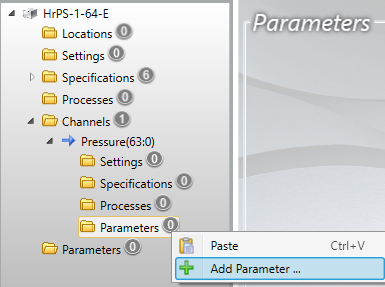 HrPS-1-64-E
Locations 0
Settings 0
Specifications 6
Processes 0
Channels 1
Pressure(63:0)
Settings 0
Specifications 0
Processes 0
Parameters 0
Parameters 0
Parameters
Paste Ctrl+V
Add Parameter ...